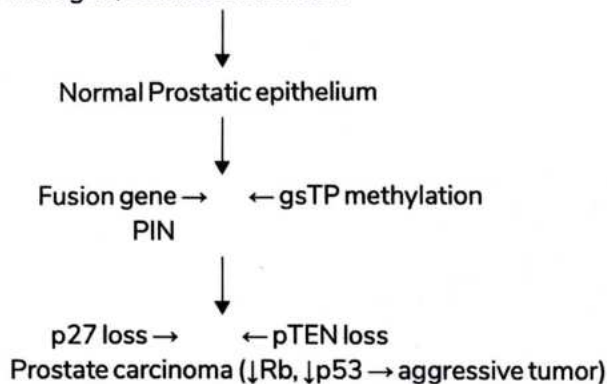 Normal Prostatic epithelium
Fusion gene → ← gsTP methylation
PIN
p27 loss → ← pTEN loss
Prostate carcinoma (↓Rb, ↓p53 → aggressive tumor)